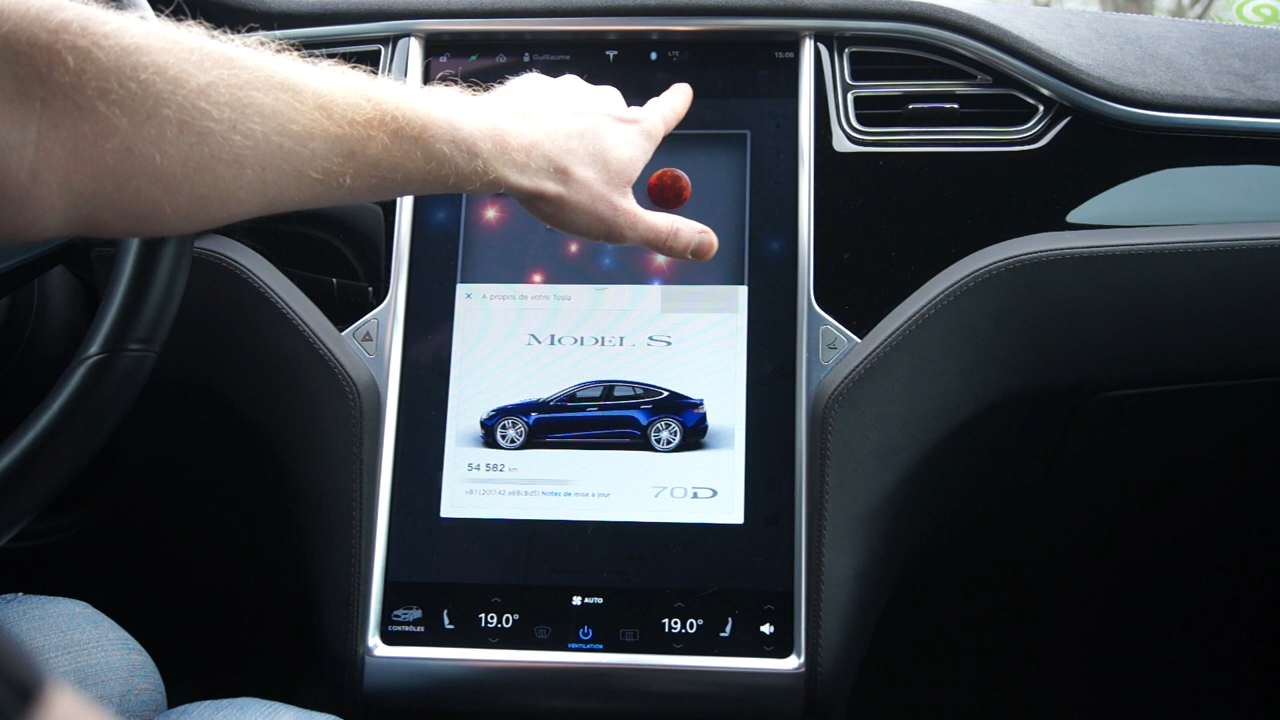 Guillaume LTE 15:06
A propos de votre Tesla
MODEL S
54 582 km
70D
Notes de mise à jour
AUTO
19.0° 19.0°
CONTRÔLES
VENTILATION